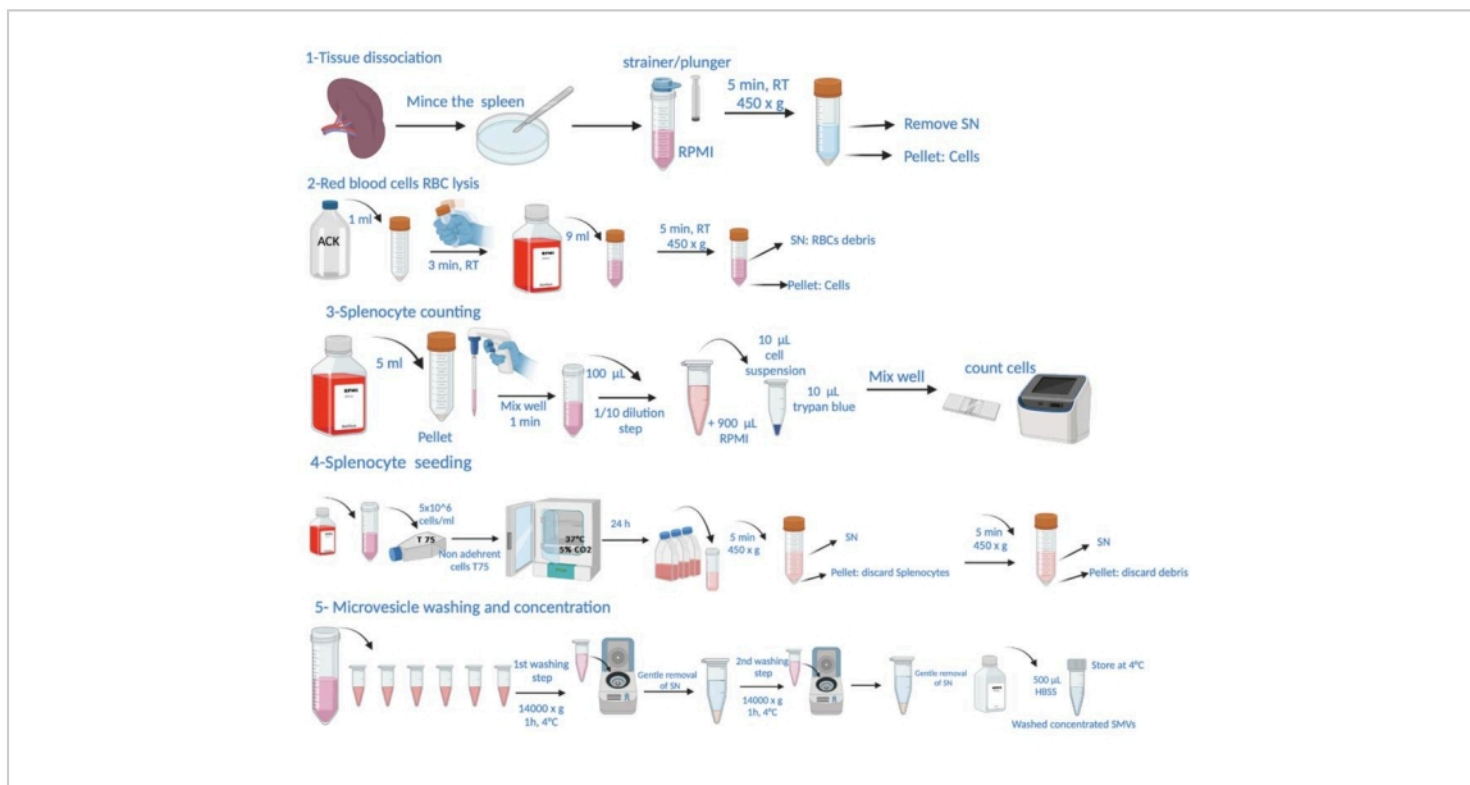 1-Tissue dissociation
Mince the spleen
strainer/plunger
RPMI
5 min, RT
450 x g
Remove SN
Pellet: Cells
2-Red blood cells RBC lysis
ACK
1 ml
3 min, RT
RPMI
9 ml
5 min, RT
450 x g
SN: RBCs debris
Pellet: Cells
3-Splenocyte counting
RPMI
5 ml
Pellet
Mix well
1 min
100 µL
1/10 dilution
step
+ 900 µL
RPMI
10 µL
cell
suspension
10 µL
trypan blue
Mix well
count cells
4-Splenocyte seeding
5x10^6
cells/ml
T 75
Non adehrent
cells T75
37°C
5% CO2
24 h
5 min
450 x g
SN
Pellet: discard Splenocytes
5 min
450 x g
SN
Pellet: discard debris
5- Microvesicle washing and concentration
1st washing
step
14000 x g
1h, 4°C
Gentle removal
of SN
2nd washing
step
14000 x g
1h, 4°C
Gentle removal
of SN
500 µL
HBSS
Store at 4°C
Washed concentrated SMVs